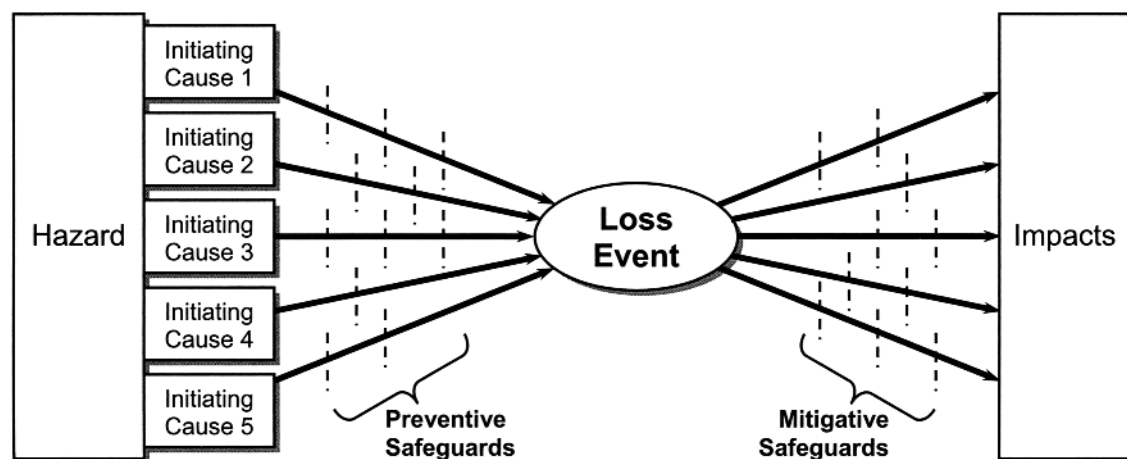 Hazard
Initiating
Cause 1
Initiating
Cause 2
Initiating
Cause 3
Initiating
Cause 4
Initiating
Cause 5
Preventive
Safeguards
Loss
Event
Mitigative
Safeguards
Impacts